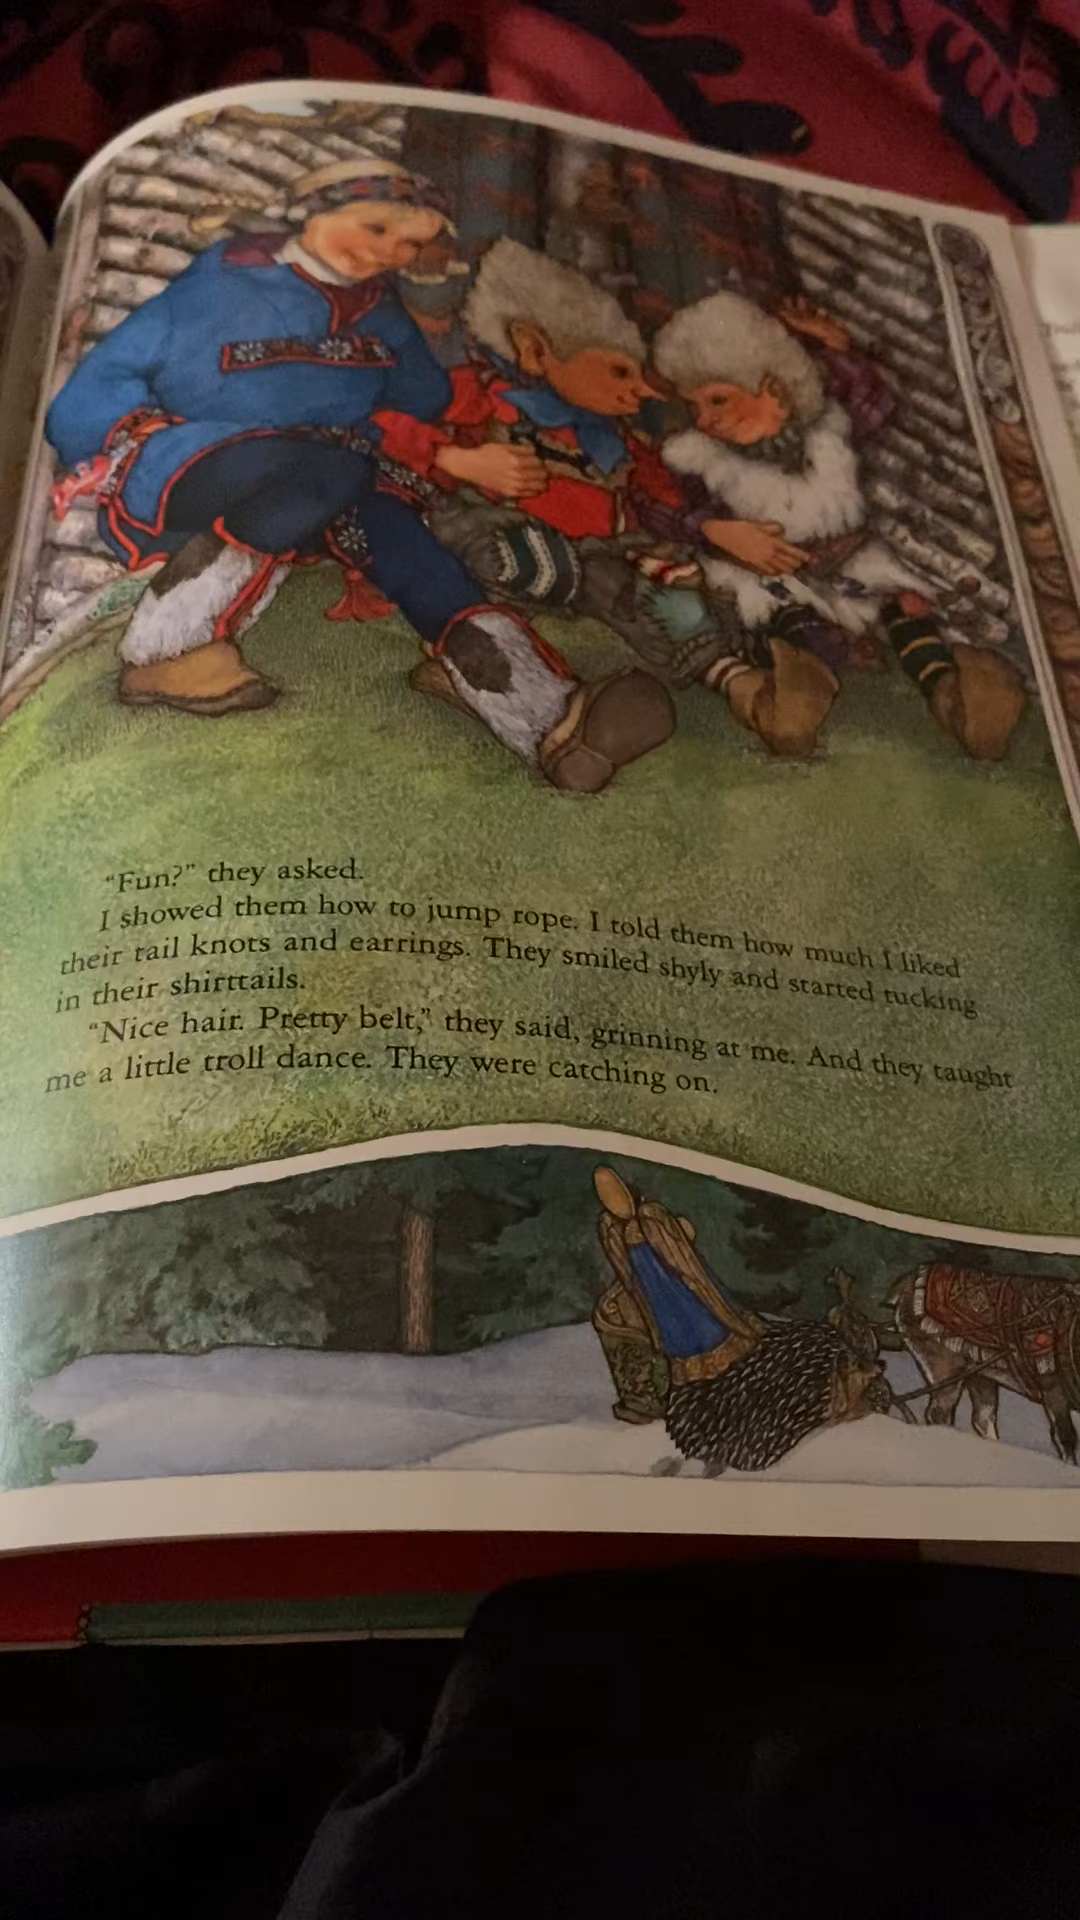 “Fun?” they asked.
I showed them how to jump rope. I told them how much I liked
their tail knots and earrings. They smiled shyly and started tucking
in their shirttails.
“Nice hair. Pretty belt,” they said, grinning at me. And they taught
me a little troll dance. They were catching on.